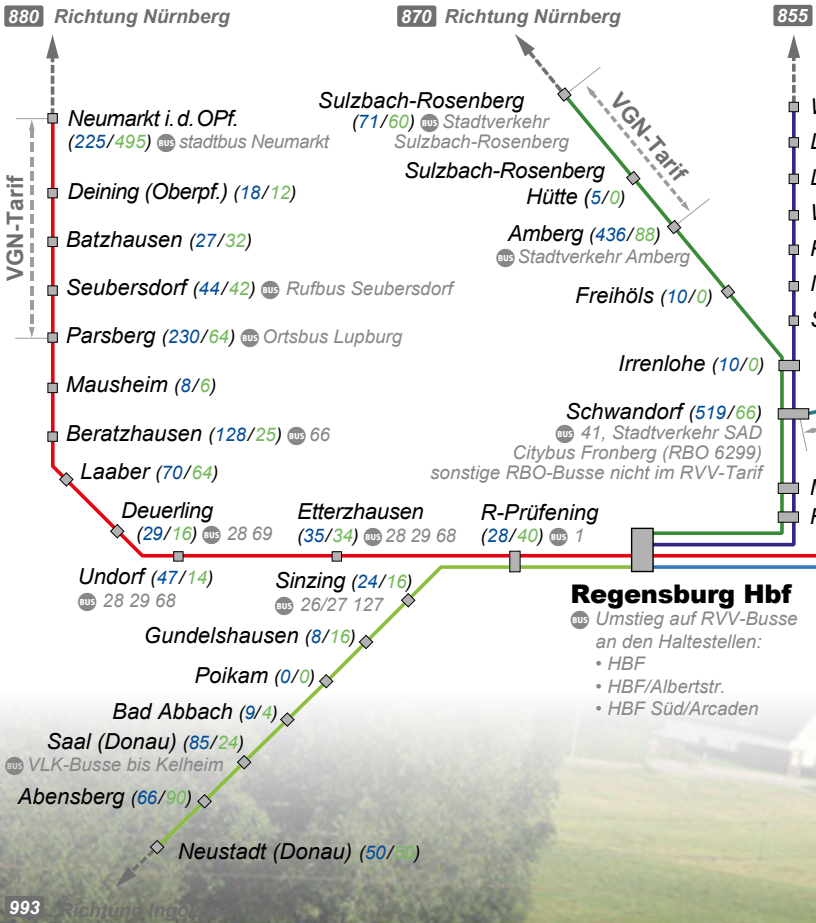 880 Richtung Nürnberg
870 Richtung Nürnberg
855
Neumarkt i. d. OPf.
(225/495) BUS stadtbus Neumarkt
Deining (Oberpf.) (18/12)
Batzhausen (27/32)
Seubersdorf (44/42) BUS Rufbus Seubersdorf
Parsberg (230/64) BUS Ortsbus Lupburg
VGN-Tarif
Mausheim (8/6)
Beratzhausen (128/25) BUS 66
Laaber (70/64)
Deuerling
(29/16) BUS 28 69
Undorf (47/14)
BUS 28 29 68
Etterzhausen
(35/34) BUS 28 29 68
R-Prüfening
(28/40) BUS 1
Sulzbach-Rosenberg
(71/60) BUS Stadtverkehr
Sulzbach-Rosenberg
VGN-Tarif
Sulzbach-Rosenberg
Hütte (5/0)
Amberg (436/88)
BUS Stadtverkehr Amberg
Freihöls (10/0)
Irrenlohe (10/0)
Schwandorf (519/66)
BUS 41, Stadtverkehr SAD
Citybus Fronberg (RBO 6299)
sonstige RBO-Busse nicht im RVV-Tarif
Regensburg Hbf
BUS Umstieg auf RVV-Busse
an den Haltestellen:
• HBF
• HBF/Albertstr.
• HBF Süd/Arcaden
Sinzing (24/16)
BUS 26/27 127
Gundelshausen (8/16)
Poikam (0/0)
Bad Abbach (9/4)
Saal (Donau) (85/24)
BUS VLK-Busse bis Kelheim
Abensberg (66/90)
Neustadt (Donau) (50/50)
993 Richtung